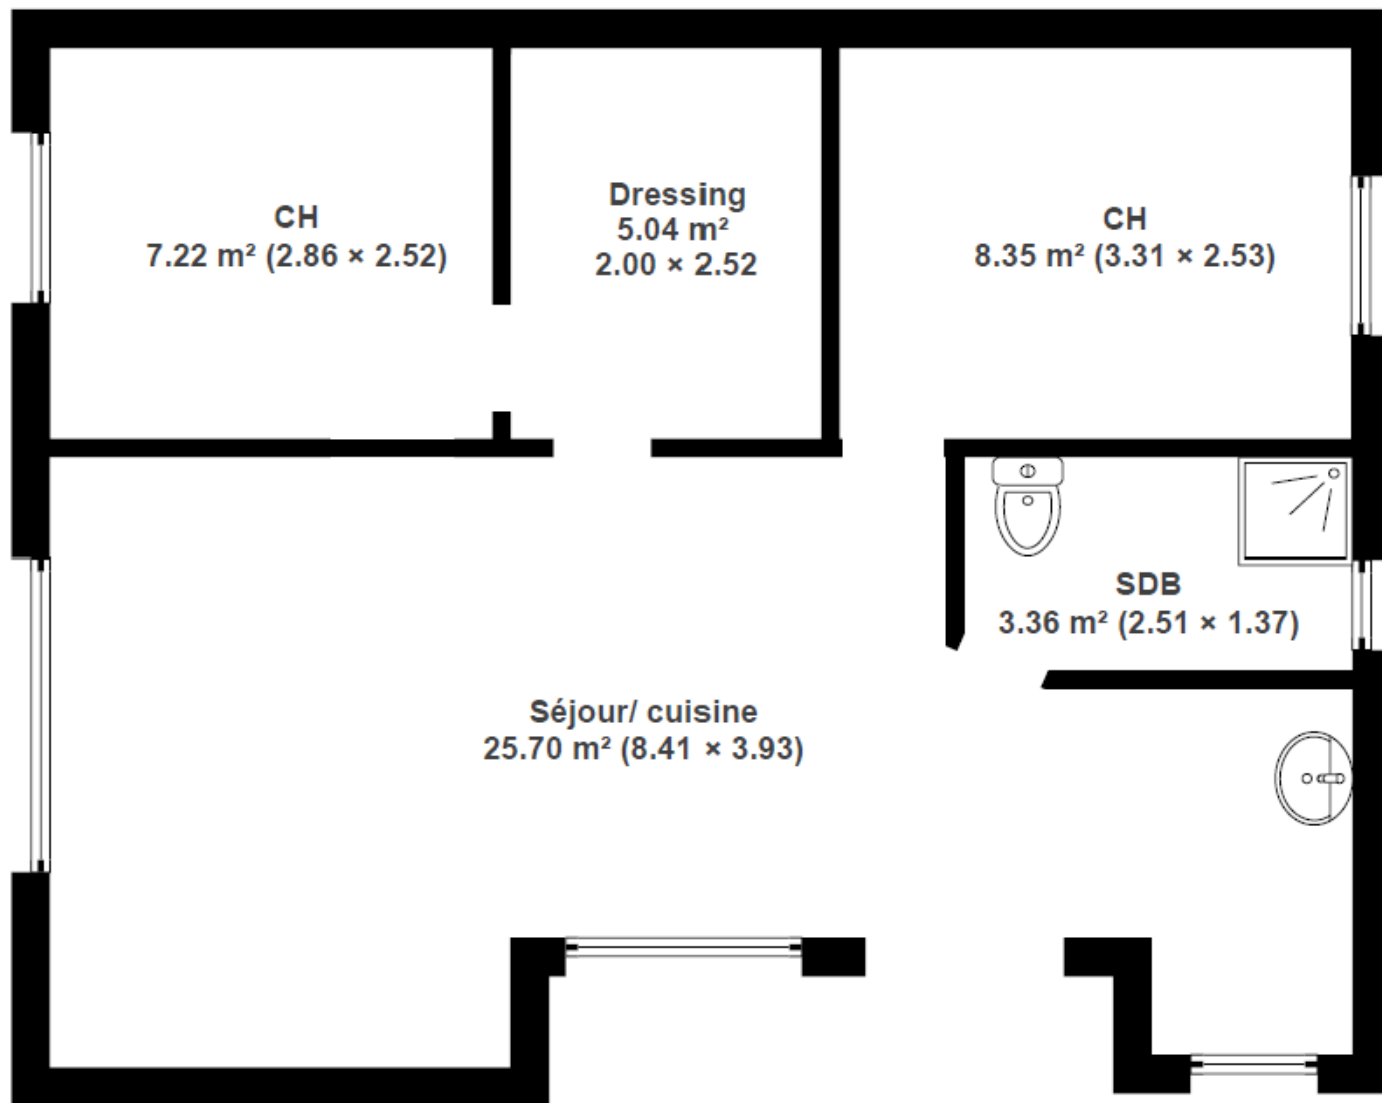 CH
7.22 m² (2.86 × 2.52)
Dressing
5.04 m²
2.00 × 2.52
CH
8.35 m² (3.31 × 2.53)
SDB
3.36 m² (2.51 × 1.37)
Séjour/ cuisine
25.70 m² (8.41 × 3.93)